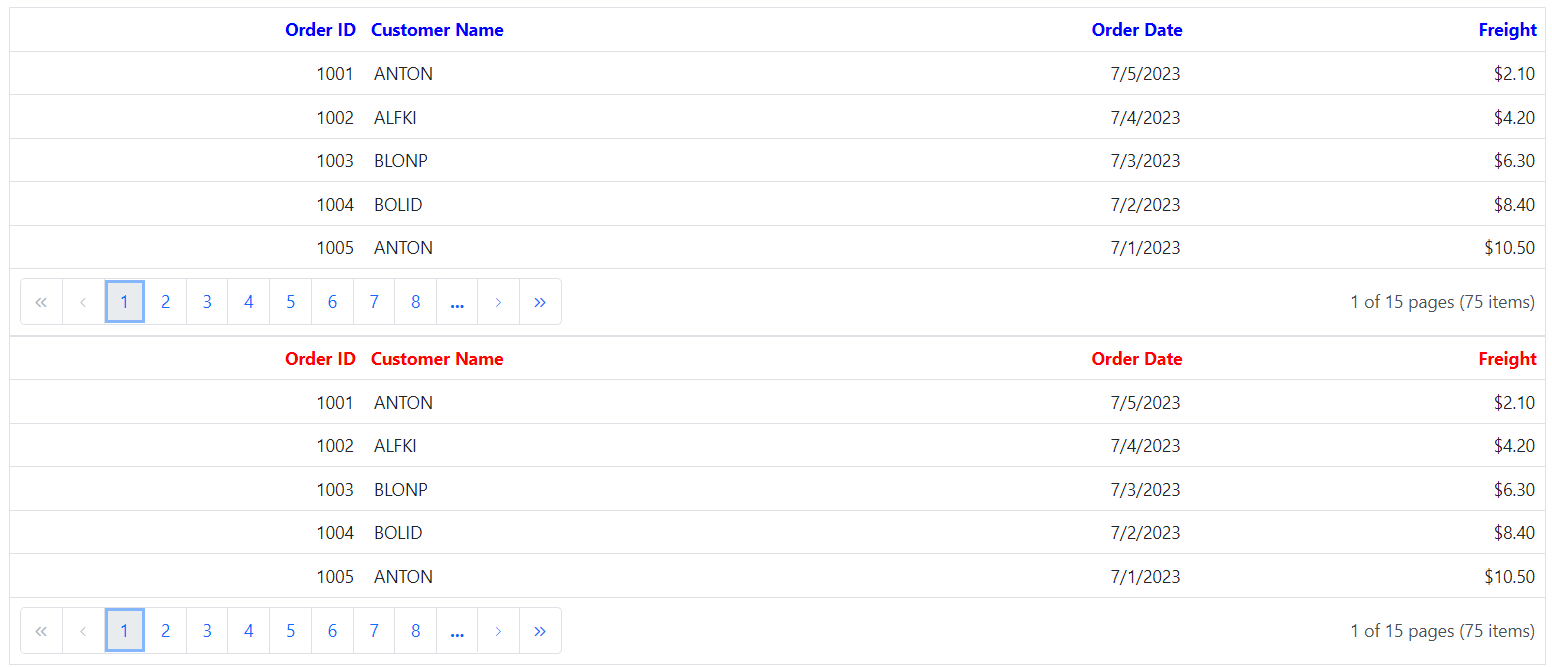 Order ID Customer Name Order Date Freight
1001 ANTON 7/5/2023 $2.10
1002 ALFKI 7/4/2023 $4.20
1003 BLONP 7/3/2023 $6.30
1004 BOLID 7/2/2023 $8.40
1005 ANTON 7/1/2023 $10.50
« ‹ 1 2 3 4 5 6 7 8 ... › » 1 of 15 pages (75 items)
Order ID Customer Name Order Date Freight
1001 ANTON 7/5/2023 $2.10
1002 ALFKI 7/4/2023 $4.20
1003 BLONP 7/3/2023 $6.30
1004 BOLID 7/2/2023 $8.40
1005 ANTON 7/1/2023 $10.50
« ‹ 1 2 3 4 5 6 7 8 ... › » 1 of 15 pages (75 items)